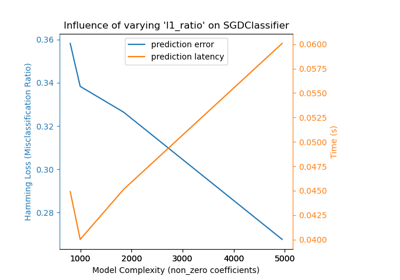 Influence of varying 'l1_ratio' on SGDClassifier
prediction error
prediction latency
0.36
0.34
0.32
0.30
0.28
Hamming Loss (Misclassification Ratio)
0.0600
0.0575
0.0550
0.0525
0.0500
0.0475
0.0450
0.0425
0.0400
Time (s)
1000 2000 3000 4000 5000
Model Complexity (non_zero coefficients)